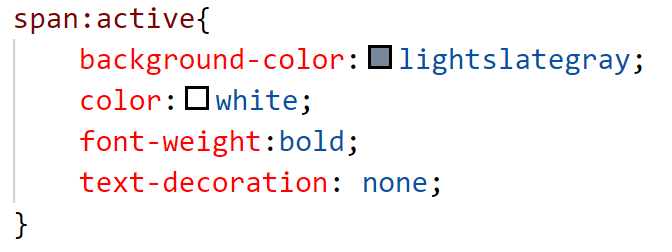 span:active{
background-color: lightslategray;
color: white;
font-weight:bold;
text-decoration: none;
}